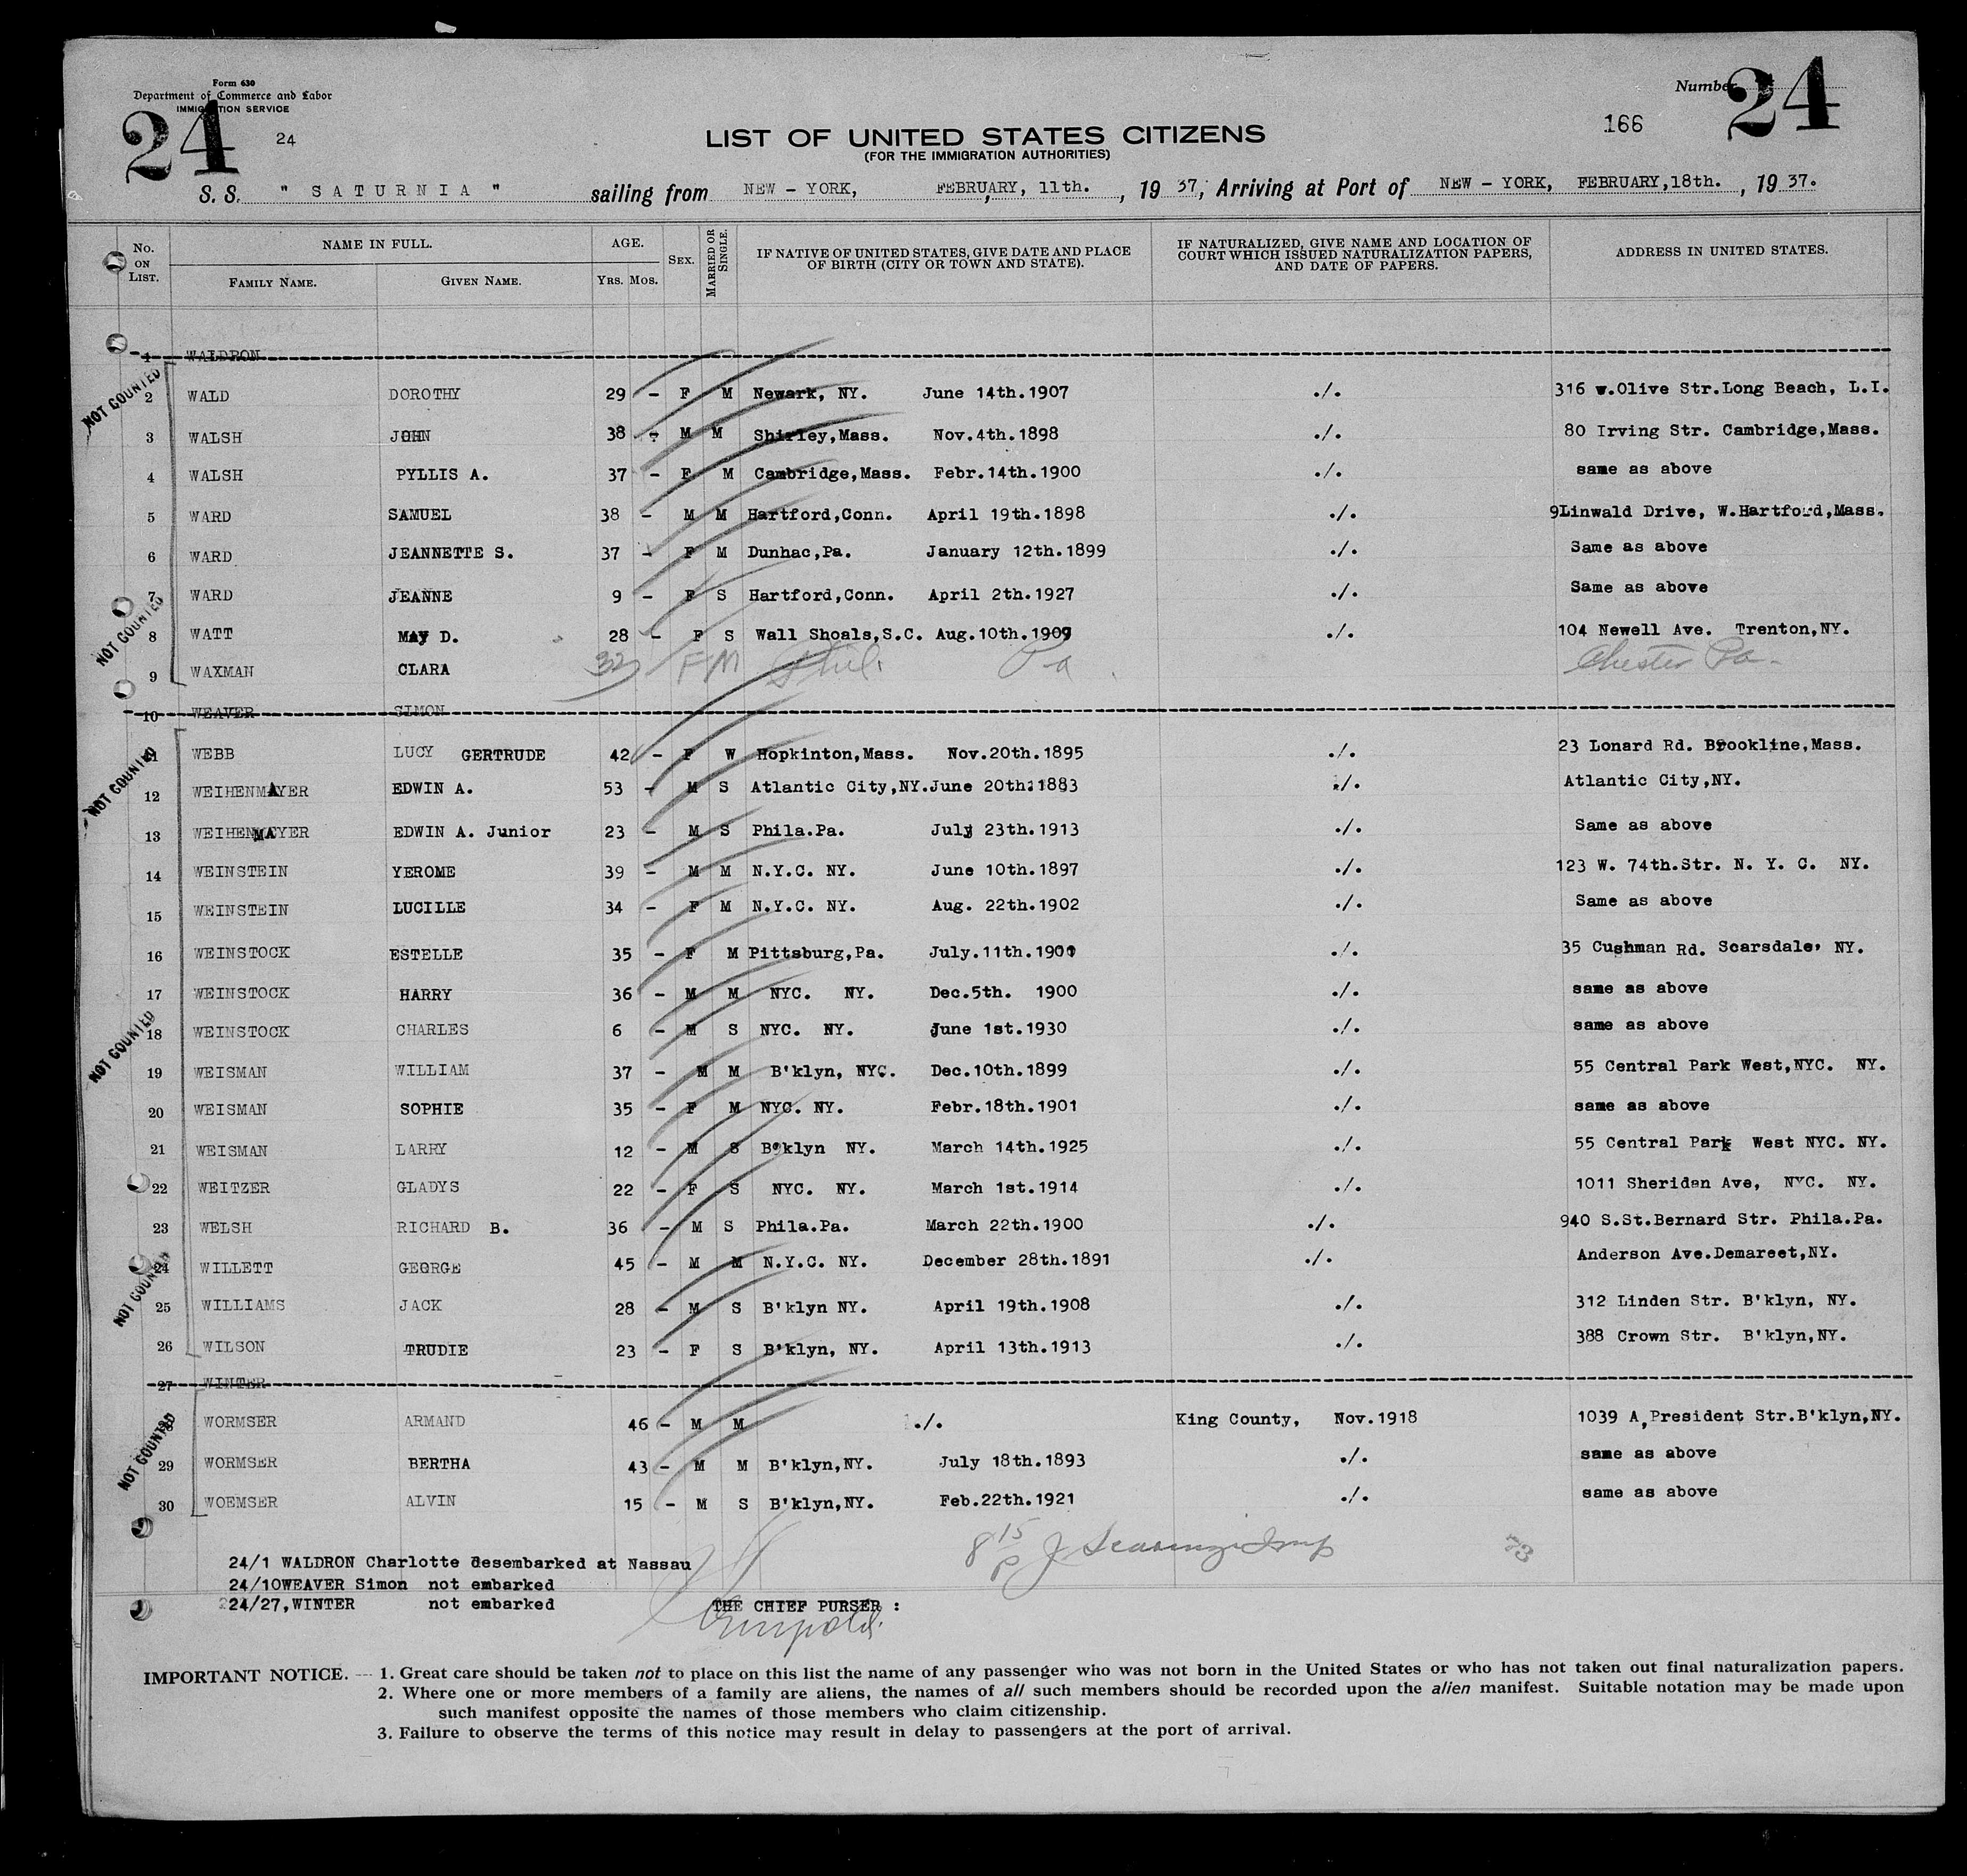 Form 630
Department of Commerce and Labor
IMMIGRATION SERVICE
24
24
Number 24
166
LIST OF UNITED STATES CITIZENS
(FOR THE IMMIGRATION AUTHORITIES)
S. S. " S A T U R N I A " sailing from NEW - YORK, FEBRUARY, 11th., 19 37, Arriving at Port of NEW - YORK, FEBRUARY,18th., 19 37.
No. ON LIST. NAME IN FULL. FAMILY NAME. GIVEN NAME. AGE. YRS. MOS. SEX. MARRIED OR SINGLE. IF NATIVE OF UNITED STATES, GIVE DATE AND PLACE OF BIRTH (CITY OR TOWN AND STATE). IF NATURALIZED, GIVE NAME AND LOCATION OF COURT WHICH ISSUED NATURALIZATION PAPERS, AND DATE OF PAPERS. ADDRESS IN UNITED STATES.
1 WALDRON
NOT COUNTED
2 WALD DOROTHY 29 - F M Newark, NY. June 14th.1907 ./. 316 w.Olive Str.Long Beach, L.I.
3 WALSH JOHN 38 - M M Shirley,Mass. Nov.4th.1898 ./. 80 Irving Str. Cambridge,Mass.
4 WALSH PYLLIS A. 37 - F M Cambridge,Mass. Febr.14th.1900 ./. same as above
5 WARD SAMUEL 38 - M M Hartford,Conn. April 19th.1898 ./. 9Linwald Drive, W.Hartford,Mass.
6 WARD JEANNETTE S. 37 - F M Dunhac,Pa. January 12th.1899 ./. Same as above
7 WARD JEANNE 9 - F S Hartford,Conn. April 2th.1927 ./. Same as above
NOT COUNTED
8 WATT MAY D. 28 - F S Wall Shoals,S.C. Aug.10th.1909 ./. 104 Newell Ave. Trenton,NY.
9 WAXMAN CLARA 32 F M Phil. Pa. Chester Pa.
10 WEAVER SIMON
11 WEBB LUCY GERTRUDE 42 - F W Hopkinton,Mass. Nov.20th.1895 ./. 23 Lonard Rd. Brookline,Mass.
NOT COUNTED
12 WEIHENMAYER EDWIN A. 53 - M S Atlantic City,NY.June 20th:1883 ./. Atlantic City,NY.
13 WEIHENMAYER EDWIN A. Junior 23 - M S Phila.Pa. July 23th.1913 ./. Same as above
14 WEINSTEIN YEROME 39 - M M N.Y.C. NY. June 10th.1897 ./. 123 W. 74th.Str. N. Y. C. NY.
15 WEINSTEIN LUCILLE 34 - F M N.Y.C. NY. Aug. 22th.1902 ./. Same as above
16 WEINSTOCK ESTELLE 35 - F M Pittsburg,Pa. July.11th.1901 ./. 35 Cushman Rd. Scarsdale, NY.
17 WEINSTOCK HARRY 36 - M M NYC. NY. Dec.5th. 1900 ./. same as above
NOT COUNTED
18 WEINSTOCK CHARLES 6 - M S NYC. NY. June 1st.1930 ./. same as above
19 WEISMAN WILLIAM 37 - M M B'klyn, NYC. Dec.10th.1899 ./. 55 Central Park West,NYC. NY.
20 WEISMAN SOPHIE 35 - F M NYC. NY. Febr.18th.1901 ./. same as above
21 WEISMAN LARRY 12 - M S B'klyn NY. March 14th.1925 ./. 55 Central Park West NYC. NY.
22 WEITZER GLADYS 22 - F S NYC. NY. March 1st.1914 ./. 1011 Sheridan Ave, NYC. NY.
23 WELSH RICHARD B. 36 - M S Phila.Pa. March 22th.1900 ./. 940 S.St.Bernard Str. Phila.Pa.
NOT COUNTED
24 WILLETT GEORGE 45 - M M N.Y.C. NY. December 28th.1891 ./. Anderson Ave.Demareet,NY.
25 WILLIAMS JACK 28 - M S B'klyn NY. April 19th.1908 ./. 312 Linden Str. B'klyn, NY.
26 WILSON TRUDIE 23 - F S B'klyn, NY. April 13th.1913 ./. 388 Crown Str. B'klyn,NY.
27 WINTER
NOT COUNTED
WORMSER ARMAND 46 - M M ./. King County, Nov.1918 1039 A,President Str.B'klyn,NY.
29 WORMSER BERTHA 43 - M M B'klyn,NY. July 18th.1893 ./. same as above
30 WOEMSER ALVIN 15 - M S B'klyn,NY. Feb.22th.1921 ./. same as above
73
24/1 WALDRON Charlotte desembarked at Nassau
24/10WEAVER Simon not embarked
24/27,WINTER not embarked
THE CHIEF PURSER :
IMPORTANT NOTICE. — 1. Great care should be taken not to place on this list the name of any passenger who was not born in the United States or who has not taken out final naturalization papers.
2. Where one or more members of a family are aliens, the names of all such members should be recorded upon the alien manifest. Suitable notation may be made upon
such manifest opposite the names of those members who claim citizenship.
3. Failure to observe the terms of this notice may result in delay to passengers at the port of arrival.